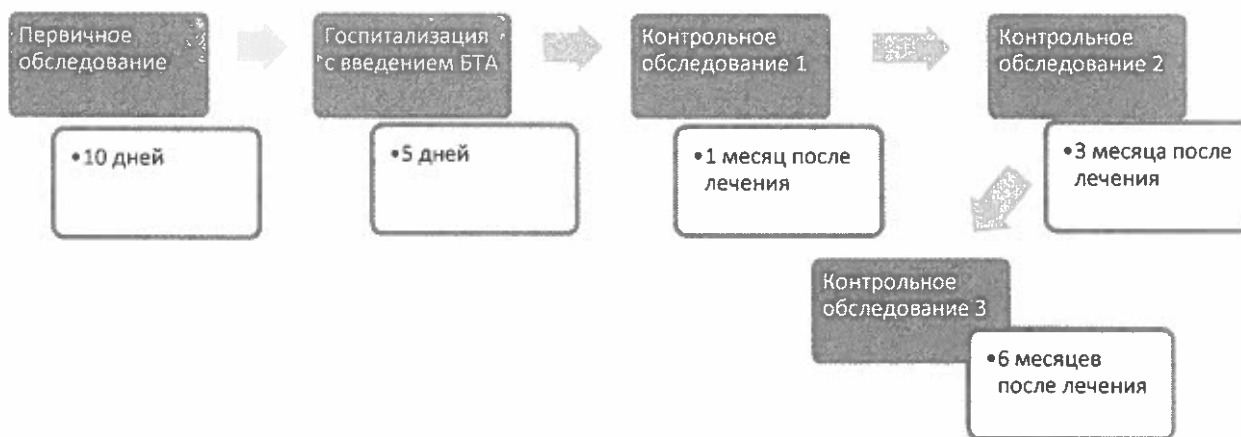 Первичное
обследование
•10 дней
Госпитализация
с введением БТА
•5 дней
Контрольное
обследование 1
•1 месяц после
лечения
Контрольное
обследование 2
•3 месяца после
лечения
Контрольное
обследование 3
•6 месяцев
после лечения